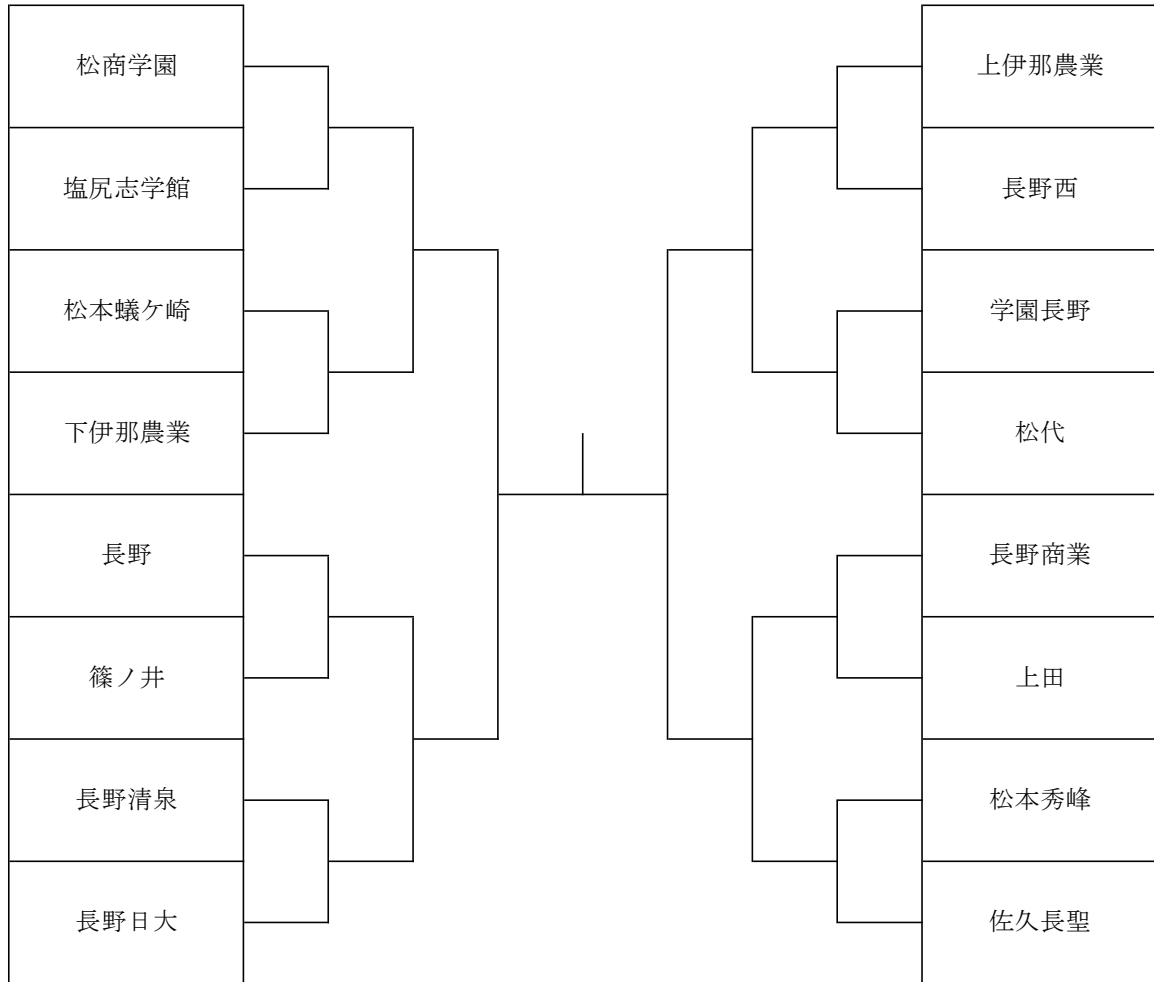 松商学園
塩尻志学館
松本蟻ケ崎
下伊那農業
長野
篠ノ井
長野清泉
長野日大
上伊那農業
長野西
学園長野
松代
長野商業
上田
松本秀峰
佐久長聖